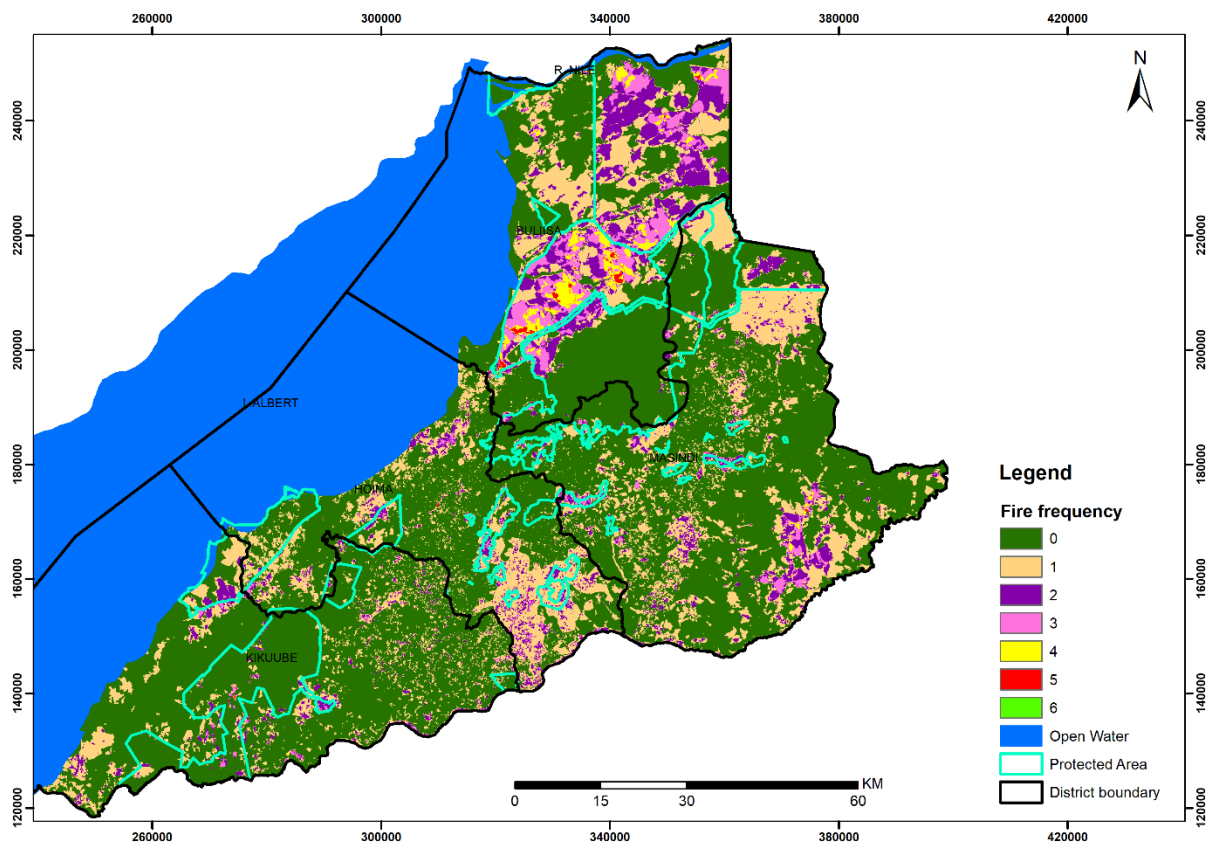 260000 300000 340000 380000 420000
N
R. NILE
240000 240000
BULIISA
220000 220000
200000 200000
L.ALBERT
180000 180000
MASINDI
HOIMA
160000 160000
KIKUUBE
140000 140000
120000 120000
Legend
Fire frequency
0
1
2
3
4
5
6
Open Water
Protected Area
District boundary
KM
0 15 30 60
260000 300000 340000 380000 420000